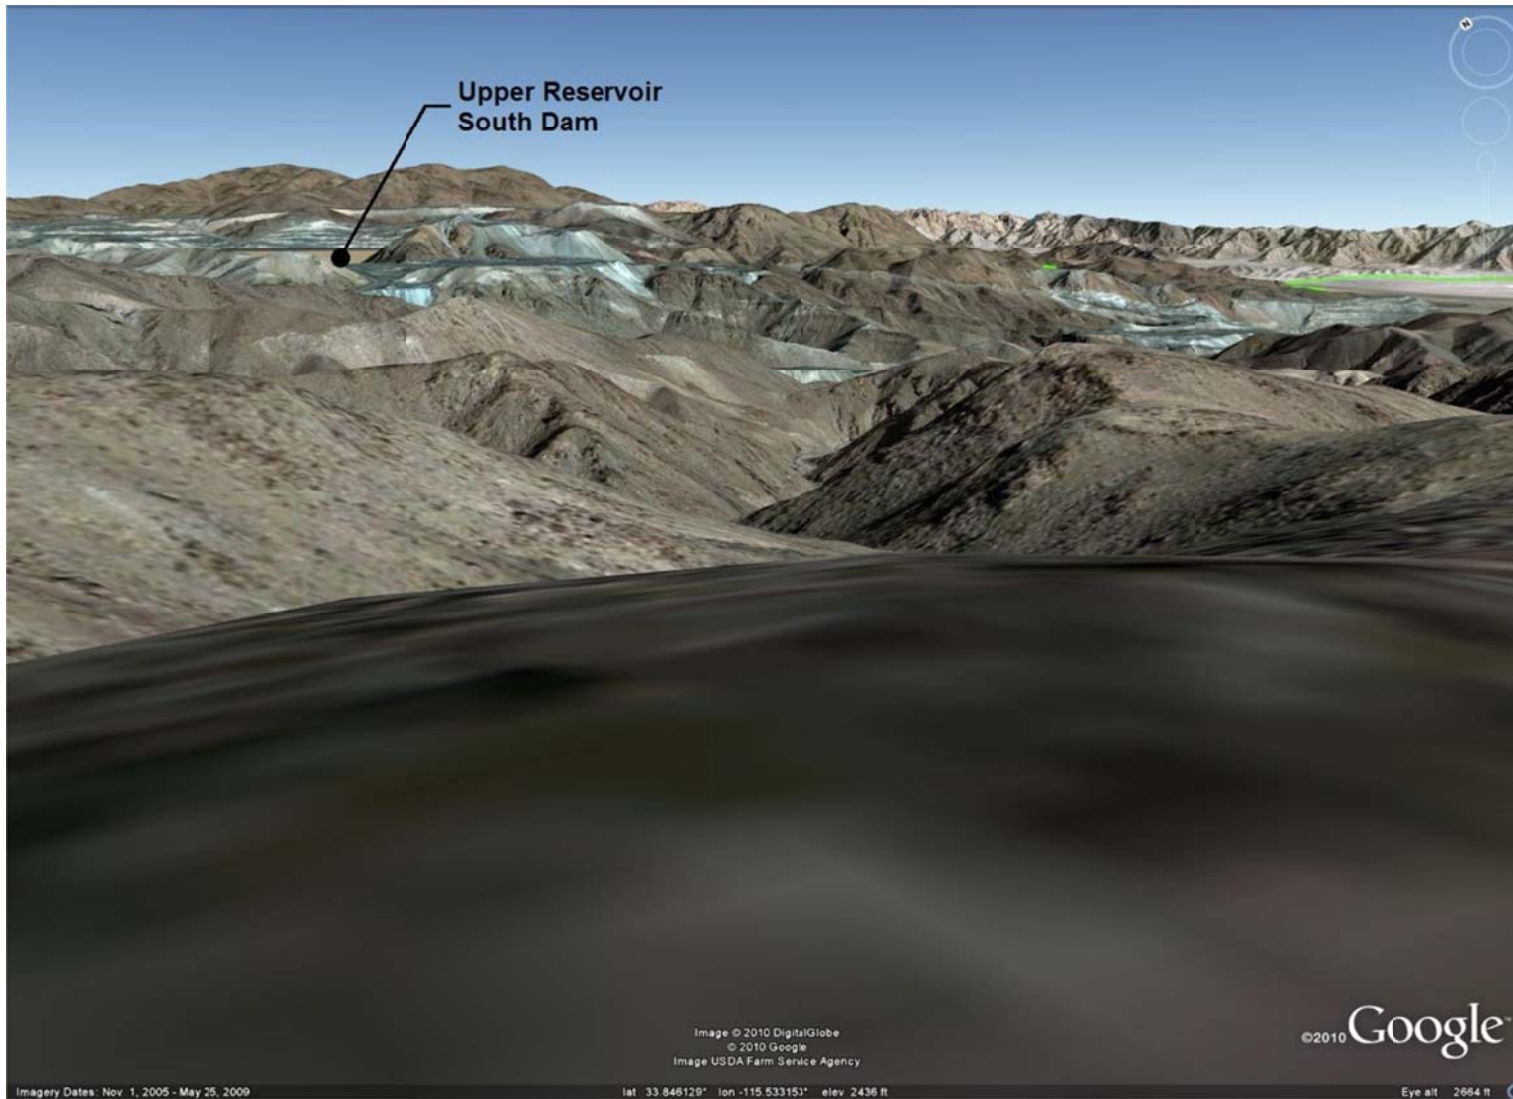 N
Upper Reservoir
South Dam
Image © 2010 DigitalGlobe
© 2010 Google
Image USDA Farm Service Agency
©2010 Google™
Imagery Dates: Nov 1, 2005 - May 25, 2009
lat 33.846129° lon -115.533153° elev 2436 ft
Eye alt 2664 ft